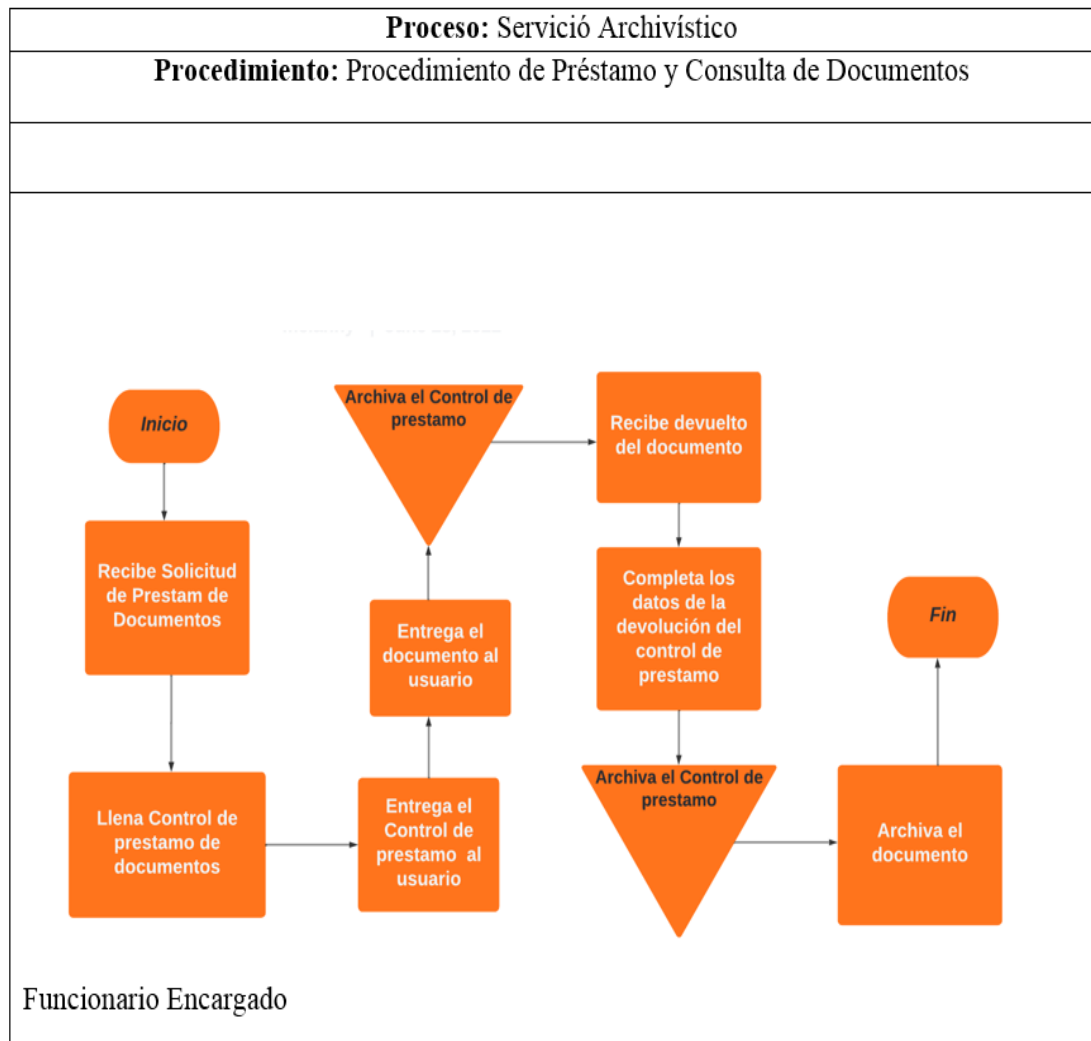 Proceso: Servició Archivístico
Procedimiento: Procedimiento de Préstamo y Consulta de Documentos
Inicio
Recibe Solicitud
de Prestam de
Documentos
Llena Control de
prestamo de
documentos
Entrega el
Control de
prestamo al
usuario
Entrega el
documento al
usuario
Archiva el Control de
prestamo
Recibe devuelto
del documento
Completa los
datos de la
devolución del
control de
prestamo
Archiva el Control de
prestamo
Archiva el
documento
Fin
Funcionario Encargado